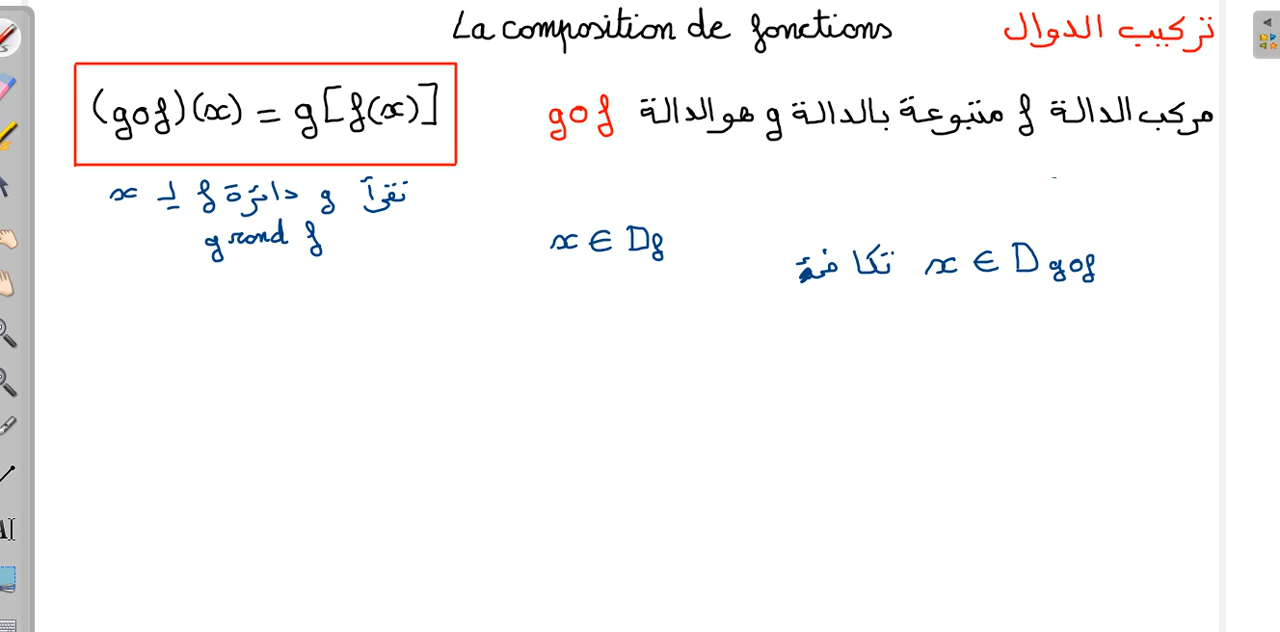 La composition de fonctions تركيب الدوال
مركب الدالة f متبوعة بالدالة g هو الدالة gof
(gof)(x) = g[f(x)]
تقرأ g دائرة f لـ x
g rond f
x ∈ Dgof تكافئ x ∈ Df